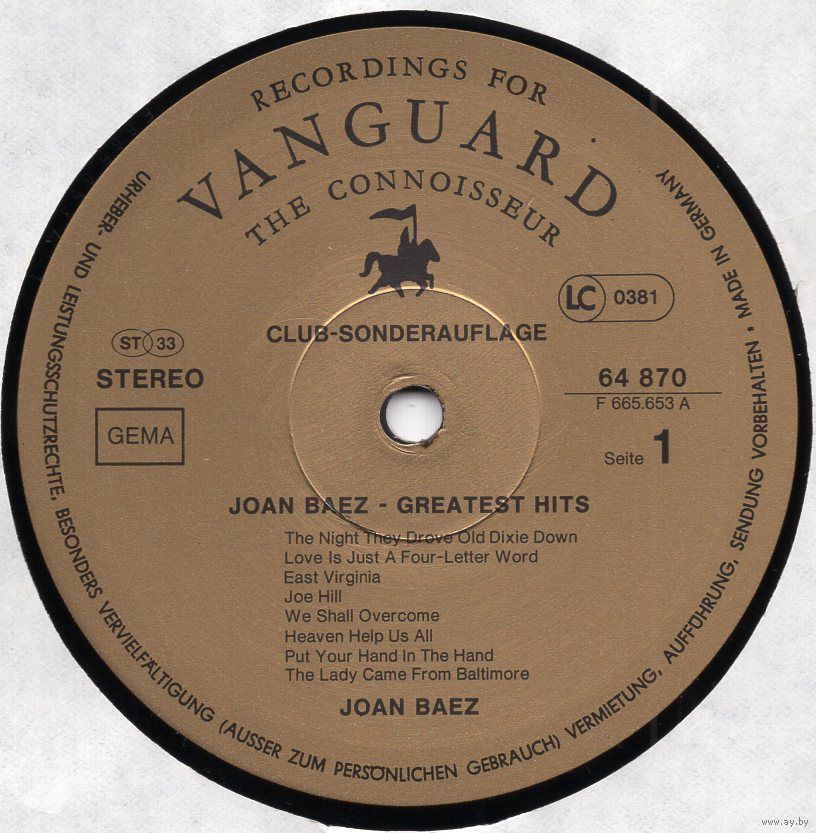 RECORDINGS FOR
VANGUARD
THE CONNOISSEUR
LC 0381
CLUB-SONDERAUFLAGE
ST 33
STEREO
GEMA
64 870
F 665.653 A
Seite 1
JOAN BAEZ - GREATEST HITS
The Night They Drove Old Dixie Down
Love Is Just A Four-Letter Word
East Virginia
Joe Hill
We Shall Overcome
Heaven Help Us All
Put Your Hand In The Hand
The Lady Came From Baltimore
JOAN BAEZ
URHEBER- UND LEISTUNGSSCHUTZRECHTE, BESONDERS VERVIELFÄLTIGUNG (AUSSER ZUM PERSÖNLICHEN GEBRAUCH) VERMIETUNG, AUFFÜHRUNG, SENDUNG VORBEHALTEN • MADE IN GERMANY
www.ay.by